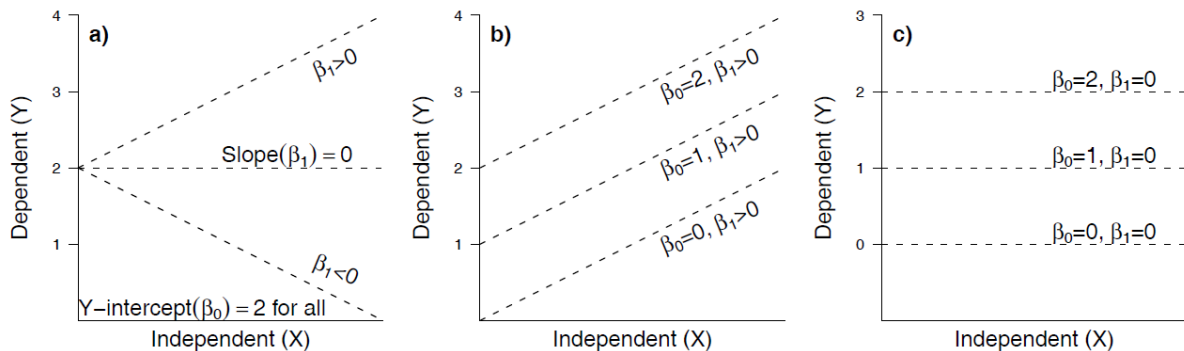 a)
4
3
2
1
Dependent (Y)
β₁>0
Slope(β₁) = 0
β₁<0
Y−intercept(β₀) = 2 for all
Independent (X)
b)
4
3
2
1
Dependent (Y)
β₀=2, β₁>0
β₀=1, β₁>0
β₀=0, β₁>0
Independent (X)
c)
3
2
1
0
Dependent (Y)
β₀=2, β₁=0
β₀=1, β₁=0
β₀=0, β₁=0
Independent (X)